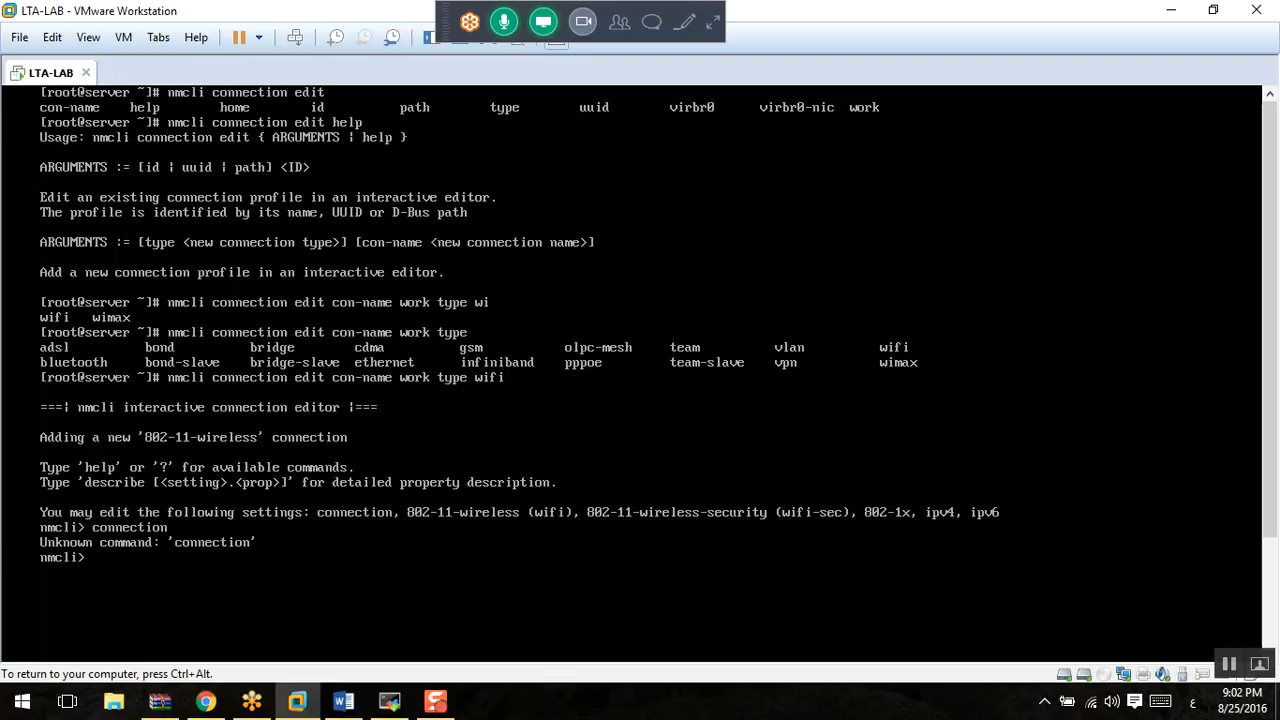 LTA-LAB - VMware Workstation
File Edit View VM Tabs Help
LTA-LAB
[root@server ~]# nmcli connection edit
con-name help home id path type uuid virbr0 virbr0-nic work
[root@server ~]# nmcli connection edit help
Usage: nmcli connection edit { ARGUMENTS | help }
ARGUMENTS := [id | uuid | path] <ID>
Edit an existing connection profile in an interactive editor.
The profile is identified by its name, UUID or D-Bus path
ARGUMENTS := [type <new connection type>] [con-name <new connection name>]
Add a new connection profile in an interactive editor.
[root@server ~]# nmcli connection edit con-name work type wi
wifi wimax
[root@server ~]# nmcli connection edit con-name work type
adsl bond bridge cdma gsm olpc-mesh team vlan wifi
bluetooth bond-slave bridge-slave ethernet infiniband pppoe team-slave vpn wimax
[root@server ~]# nmcli connection edit con-name work type wifi
===| nmcli interactive connection editor |===
Adding a new '802-11-wireless' connection
Type 'help' or '?' for available commands.
Type 'describe [<setting>.<prop>]' for detailed property description.
You may edit the following settings: connection, 802-11-wireless (wifi), 802-11-wireless-security (wifi-sec), 802-1x, ipv4, ipv6
nmcli> connection
Unknown command: 'connection'
nmcli>
To return to your computer, press Ctrl+Alt.
ع
9:02 PM
8/25/2016